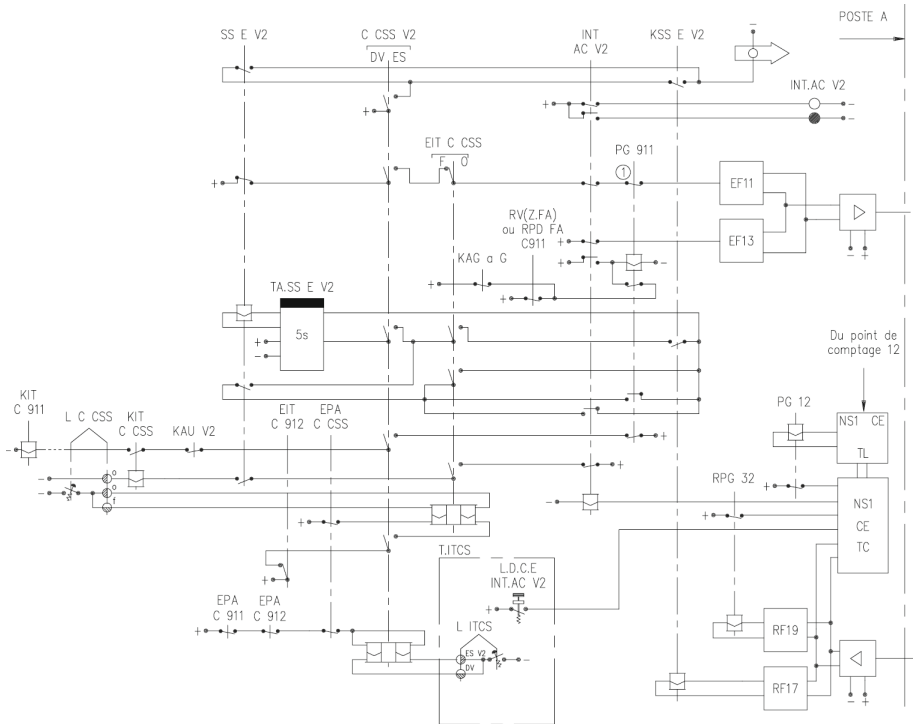 POSTE A
SS E V2
C CSS V2
DV ES
INT
AC V2
KSS E V2
INT.AC V2
EIT C CSS
F O
PG 911
1
EF11
EF13
RV(Z.FA)
ou RPD FA
C911
KAG a G
TA.SS E V2
5s
Du point de
comptage 12
KIT
C 911
L C CSS
KIT
C CSS
KAU V2
EIT
C 912
EPA
C CSS
PG 12
NS1 CE
TL
o
o
f
RPG 32
NS1
CE
TC
T.ITCS
L.D.C.E
INT.AC V2
EPA
C 911
EPA
C 912
L ITCS
ES V2
DV
RF19
RF17